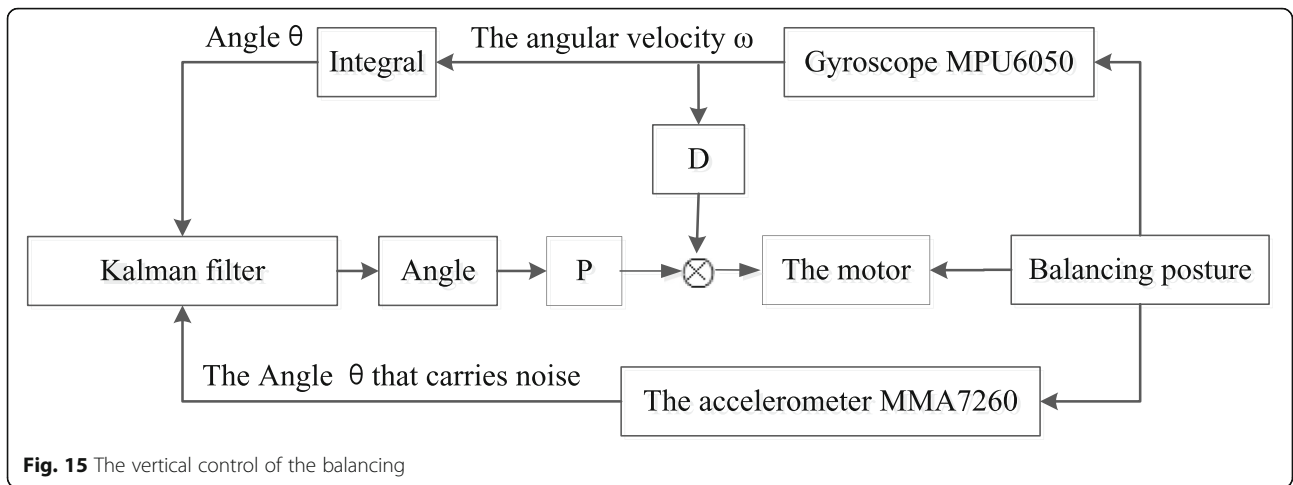 Angle θ
Integral
The angular velocity ω
Gyroscope MPU6050
D
Kalman filter
Angle
P
The motor
Balancing posture
The Angle θ that carries noise
The accelerometer MMA7260
Fig. 15 The vertical control of the balancing